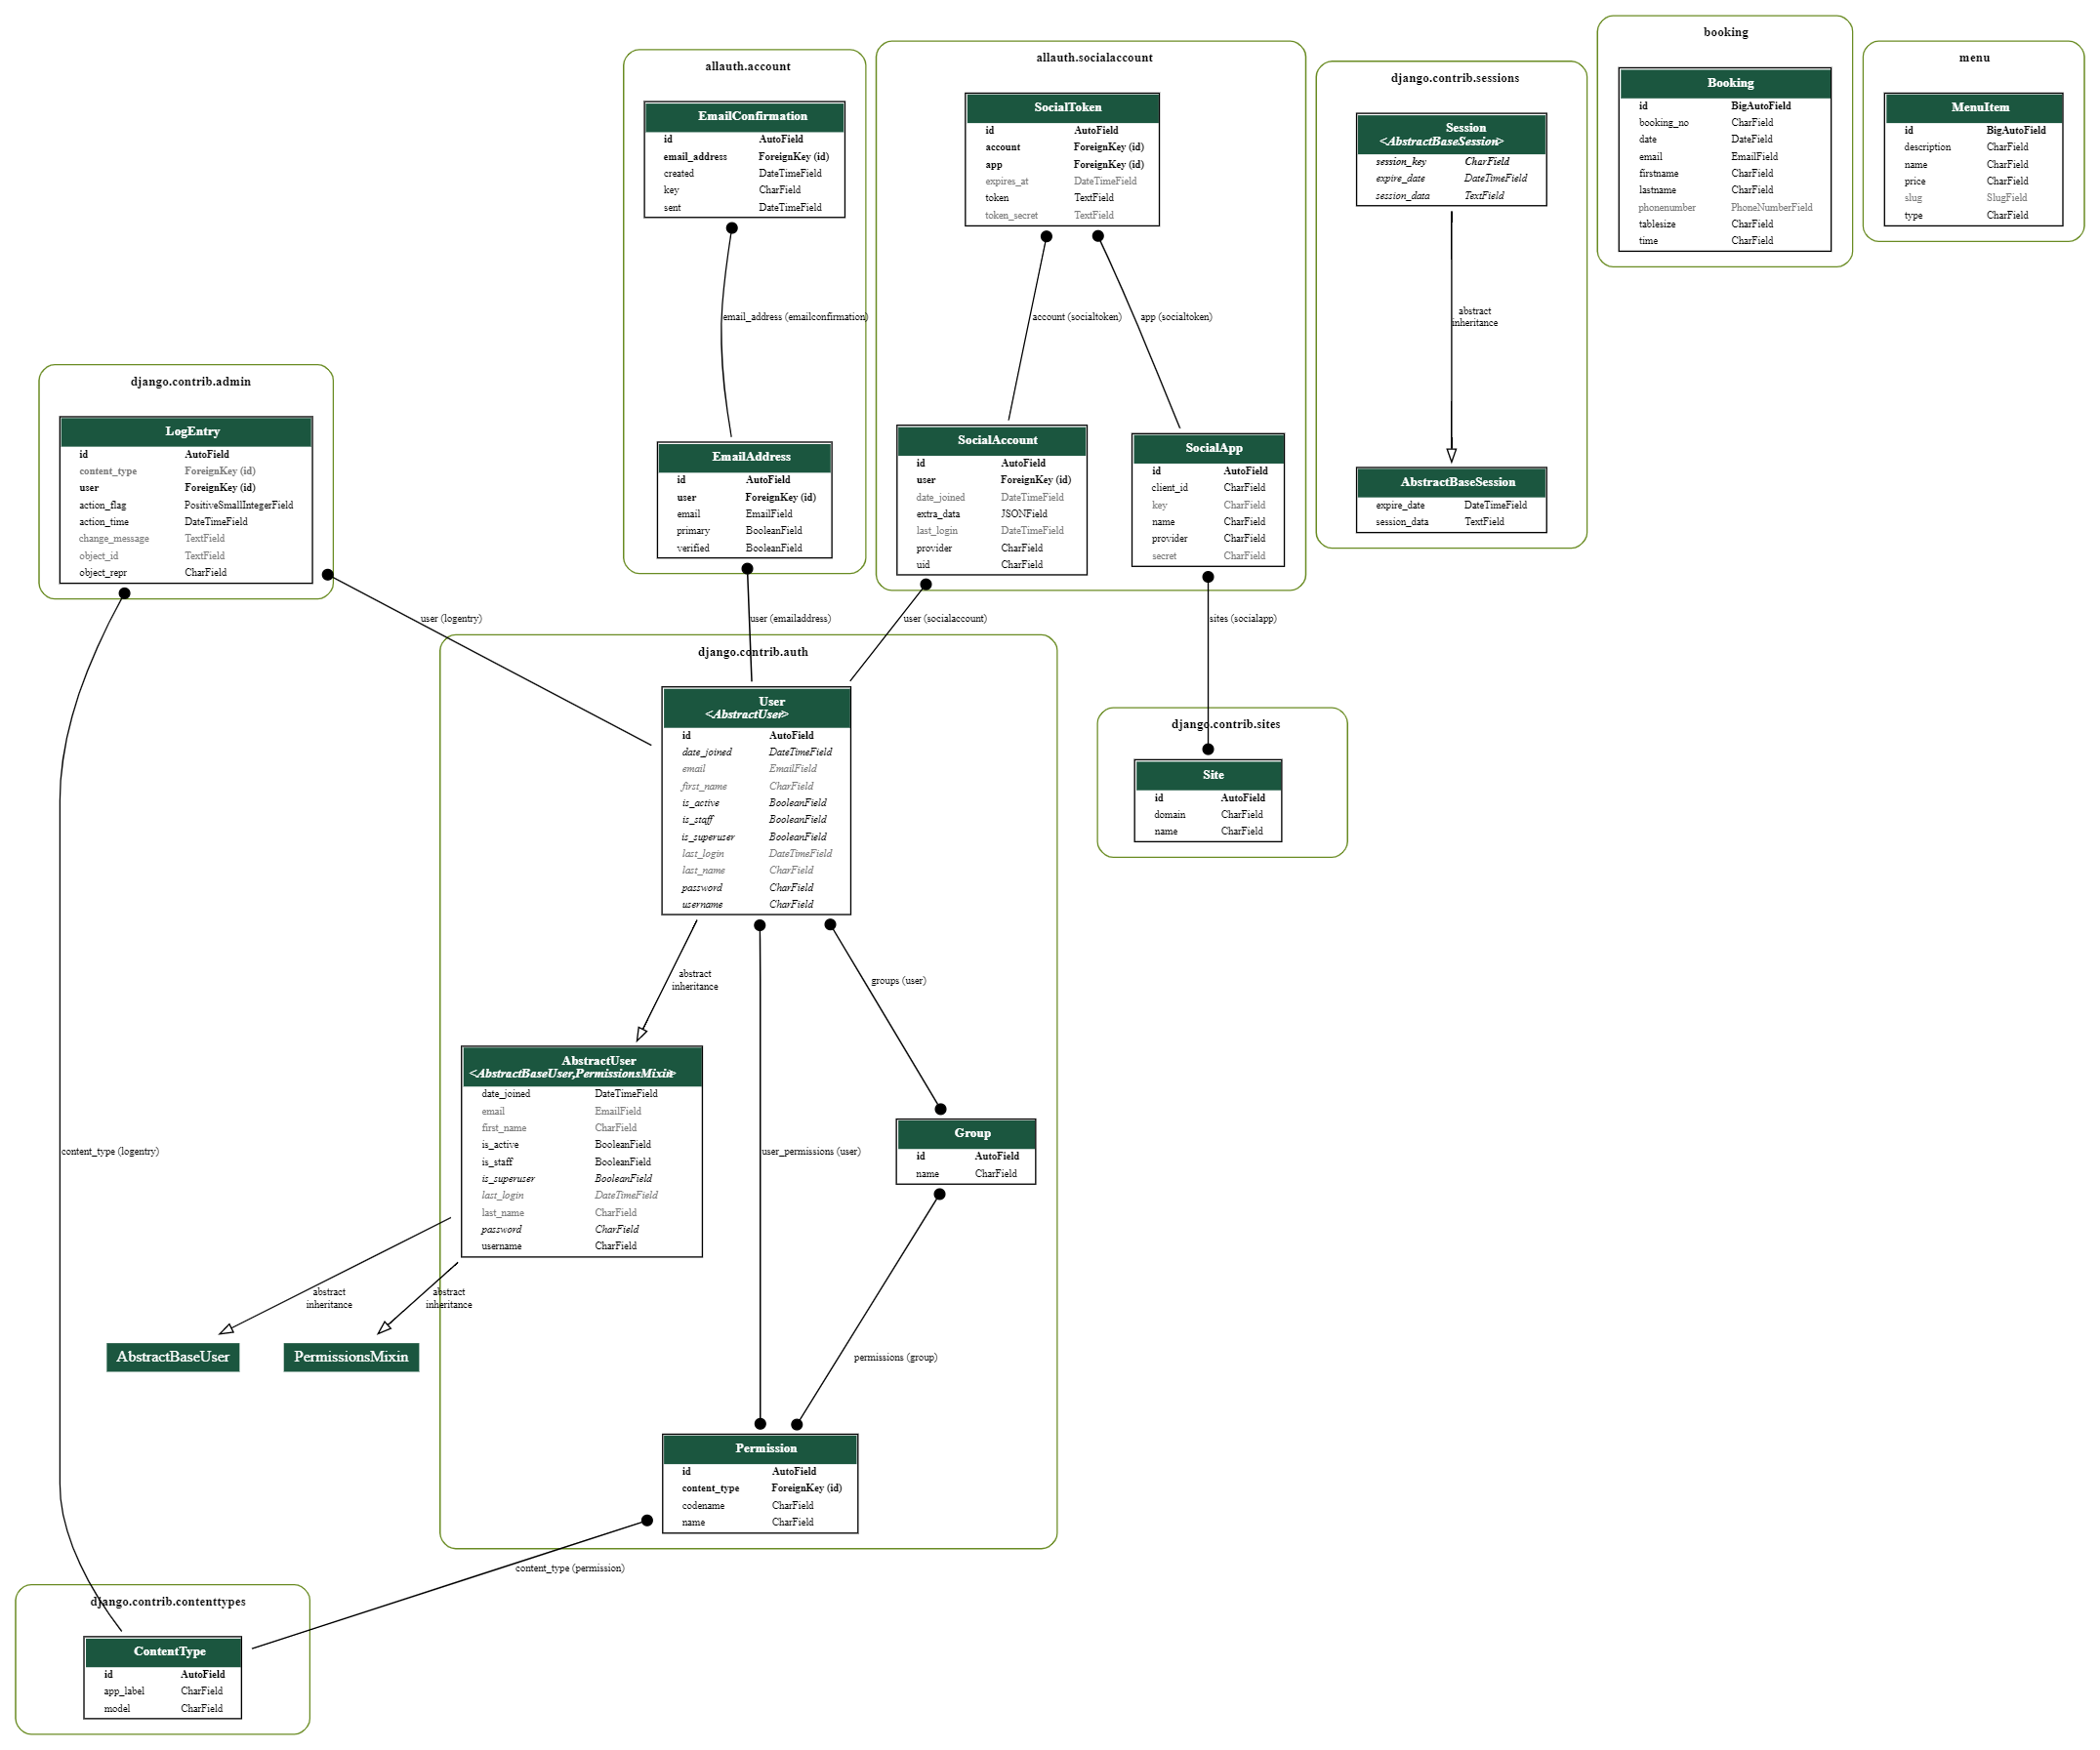 booking
Booking
id BigAutoField
booking_no CharField
date DateField
email EmailField
firstname CharField
lastname CharField
phonenumber PhoneNumberField
tablesize CharField
time CharField
menu
MenuItem
id BigAutoField
description CharField
name CharField
price CharField
slug SlugField
type CharField
allauth.account
EmailConfirmation
id AutoField
email_address ForeignKey (id)
created DateTimeField
key CharField
sent DateTimeField
email_address (emailconfirmation)
EmailAddress
id AutoField
user ForeignKey (id)
email EmailField
primary BooleanField
verified BooleanField
user (emailaddress)
allauth.socialaccount
SocialToken
id AutoField
account ForeignKey (id)
app ForeignKey (id)
expires_at DateTimeField
token TextField
token_secret TextField
account (socialtoken)
app (socialtoken)
SocialAccount
id AutoField
user ForeignKey (id)
date_joined DateTimeField
extra_data JSONField
last_login DateTimeField
provider CharField
uid CharField
user (socialaccount)
SocialApp
id AutoField
client_id CharField
key CharField
name CharField
provider CharField
secret CharField
sites (socialapp)
django.contrib.sessions
Session
<AbstractBaseSession>
session_key CharField
expire_date DateTimeField
session_data TextField
abstract
inheritance
AbstractBaseSession
expire_date DateTimeField
session_data TextField
django.contrib.admin
LogEntry
id AutoField
content_type ForeignKey (id)
user ForeignKey (id)
action_flag PositiveSmallIntegerField
action_time DateTimeField
change_message TextField
object_id TextField
object_repr CharField
user (logentry)
content_type (logentry)
django.contrib.auth
User
<AbstractUser>
id AutoField
date_joined DateTimeField
email EmailField
first_name CharField
is_active BooleanField
is_staff BooleanField
is_superuser BooleanField
last_login DateTimeField
last_name CharField
password CharField
username CharField
abstract
inheritance
groups (user)
user_permissions (user)
django.contrib.sites
Site
id AutoField
domain CharField
name CharField
AbstractUser
<AbstractBaseUser,PermissionsMixin>
date_joined DateTimeField
email EmailField
first_name CharField
is_active BooleanField
is_staff BooleanField
is_superuser BooleanField
last_login DateTimeField
last_name CharField
password CharField
username CharField
abstract
inheritance
abstract
inheritance
AbstractBaseUser
PermissionsMixin
Group
id AutoField
name CharField
permissions (group)
Permission
id AutoField
content_type ForeignKey (id)
codename CharField
name CharField
content_type (permission)
django.contrib.contenttypes
ContentType
id AutoField
app_label CharField
model CharField